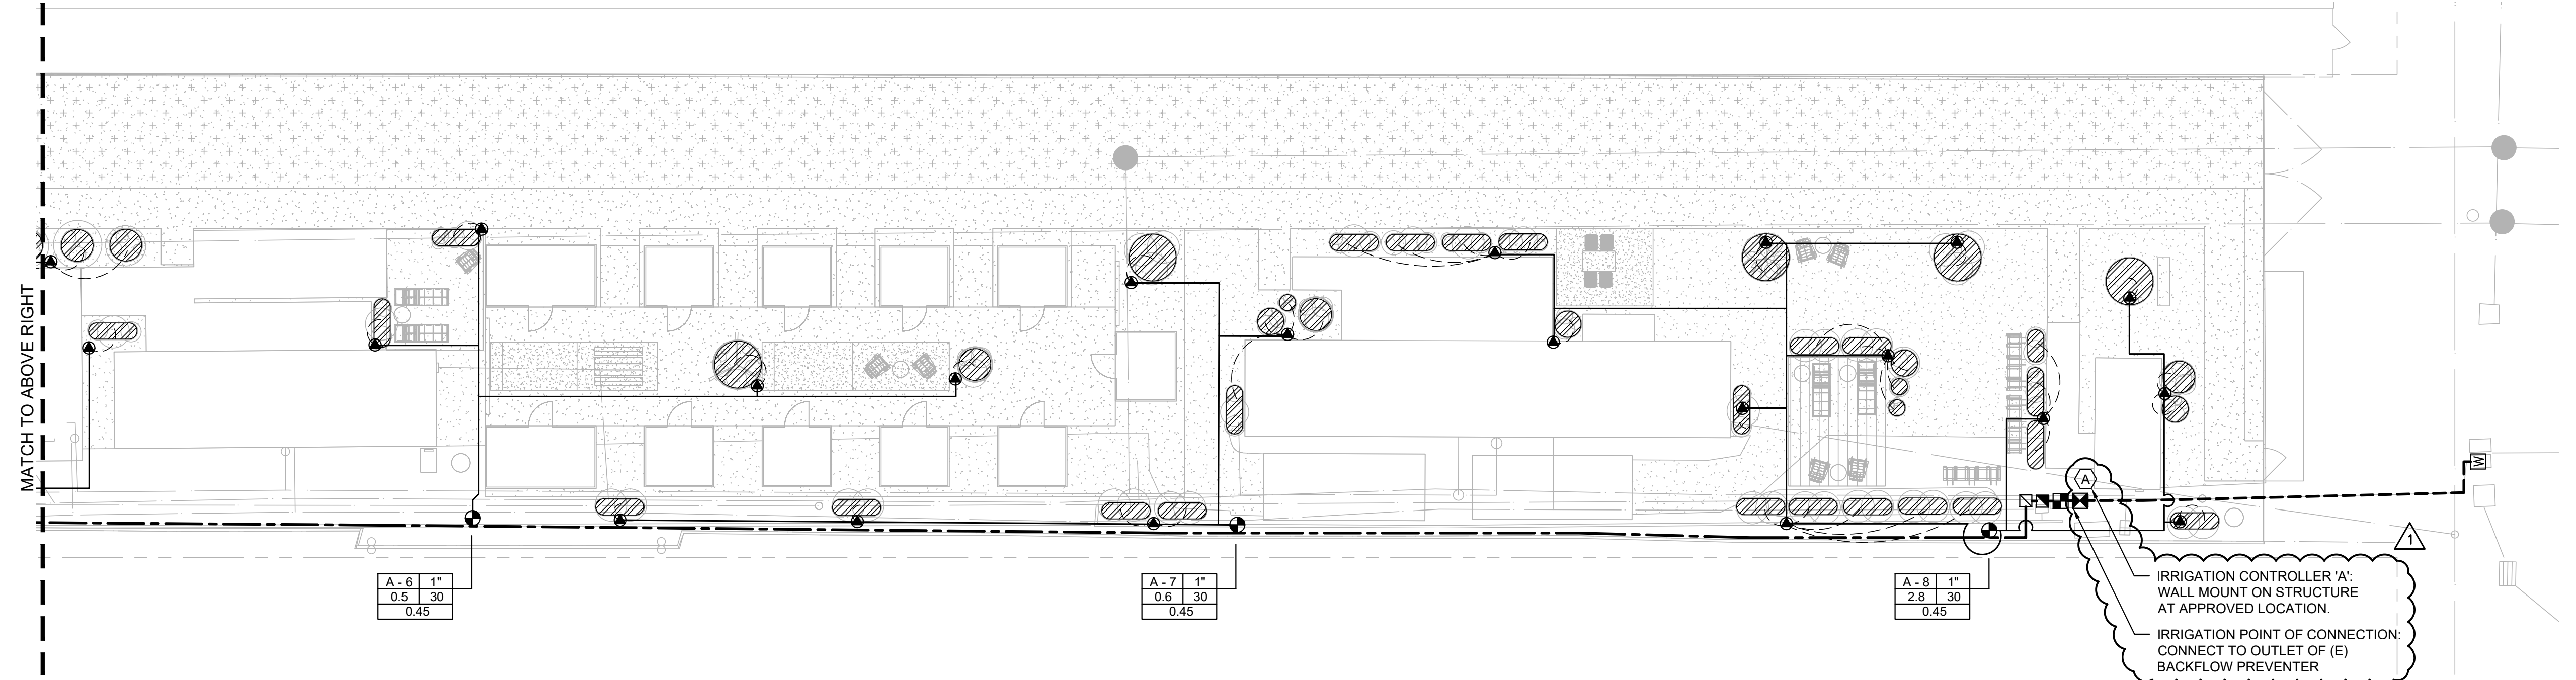 MATCH TO ABOVE RIGHT
A - 6 1"
0.5 30
0.45
A - 7 1"
0.6 30
0.45
A - 8 1"
2.8 30
0.45
A
W
1
IRRIGATION CONTROLLER 'A':
WALL MOUNT ON STRUCTURE
AT APPROVED LOCATION.
IRRIGATION POINT OF CONNECTION:
CONNECT TO OUTLET OF (E)
BACKFLOW PREVENTER